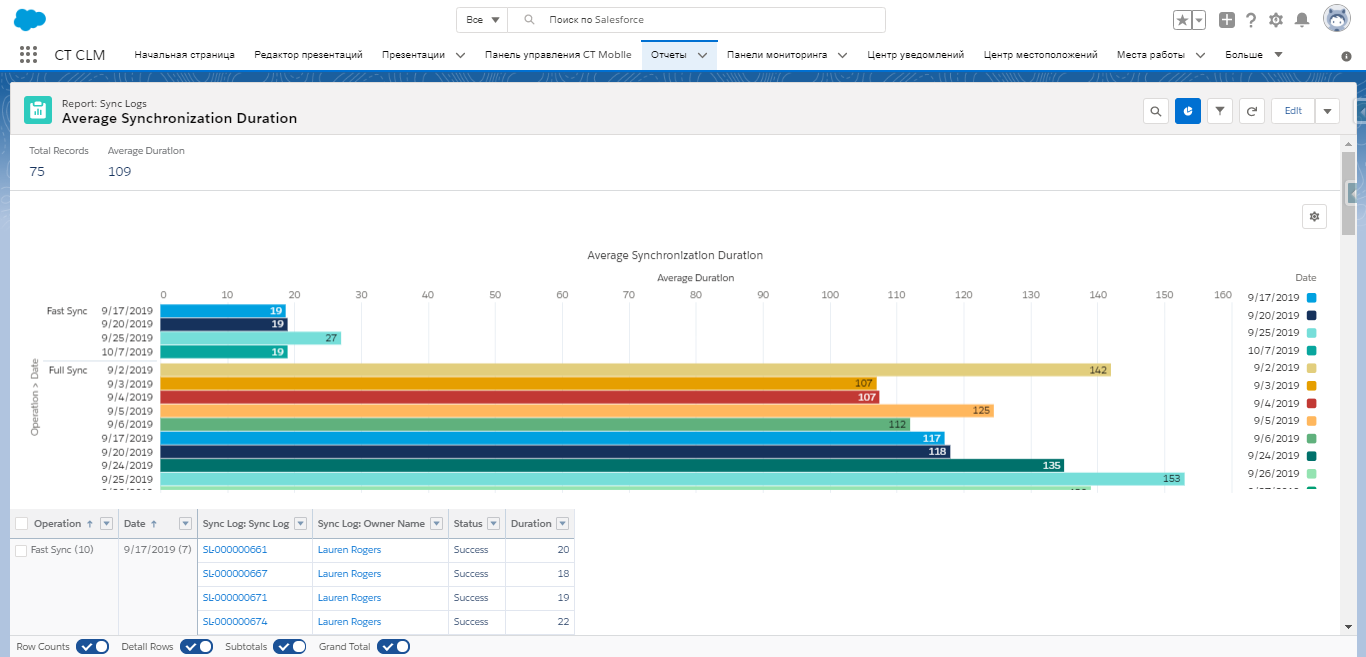 Все Поиск по Salesforce
CT CLM Начальная страница Редактор презентаций Презентации Панель управления CT Mobile Отчеты Панели мониторинга Центр уведомлений Центр местоположений Места работы Больше
Report: Sync Logs
Average Synchronization Duration
Edit
Total Records Average Duration
75 109
Average Synchronization Duration
Average Duration
Date
0 10 20 30 40 50 60 70 80 90 100 110 120 130 140 150 160
Operation > Date
Fast Sync 9/17/2019 19
9/20/2019 19
9/25/2019 27
10/7/2019 19
Full Sync 9/2/2019 142
9/3/2019 107
9/4/2019 107
9/5/2019 125
9/6/2019 112
9/17/2019 117
9/20/2019 118
9/24/2019 135
9/25/2019 153
9/17/2019
9/20/2019
9/25/2019
10/7/2019
9/2/2019
9/3/2019
9/4/2019
9/5/2019
9/6/2019
9/24/2019
9/26/2019
Operation ↑ Date ↑ Sync Log: Sync Log Sync Log: Owner Name Status Duration
Fast Sync (10) 9/17/2019 (7) SL-000000661 Lauren Rogers Success 20
SL-000000667 Lauren Rogers Success 18
SL-000000671 Lauren Rogers Success 19
SL-000000674 Lauren Rogers Success 22
Row Counts Detail Rows Subtotals Grand Total